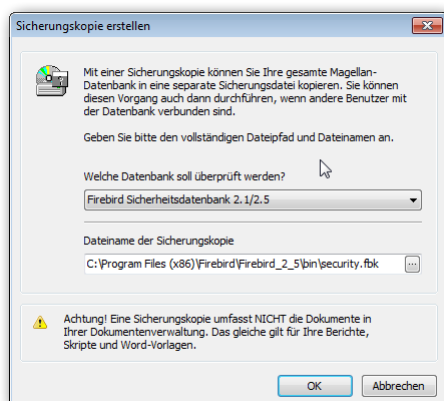 Sicherungskopie erstellen
Mit einer Sicherungskopie können Sie Ihre gesamte Magellan-
Datenbank in eine separate Sicherungsdatei kopieren. Sie können
diesen Vorgang auch dann durchführen, wenn andere Benutzer mit
der Datenbank verbunden sind.
Geben Sie bitte den vollständigen Dateipfad und Dateinamen an.
Welche Datenbank soll überprüft werden?
Firebird Sicherheitsdatenbank 2.1/2.5
Dateiname der Sicherungskopie
C:\Program Files (x86)\Firebird\Firebird_2_5\bin\security.fbk
...
Achtung! Eine Sicherungskopie umfasst NICHT die Dokumente in
Ihrer Dokumentenverwaltung. Das gleiche gilt für Ihre Berichte,
Skripte und Word-Vorlagen.
OK Abbrechen